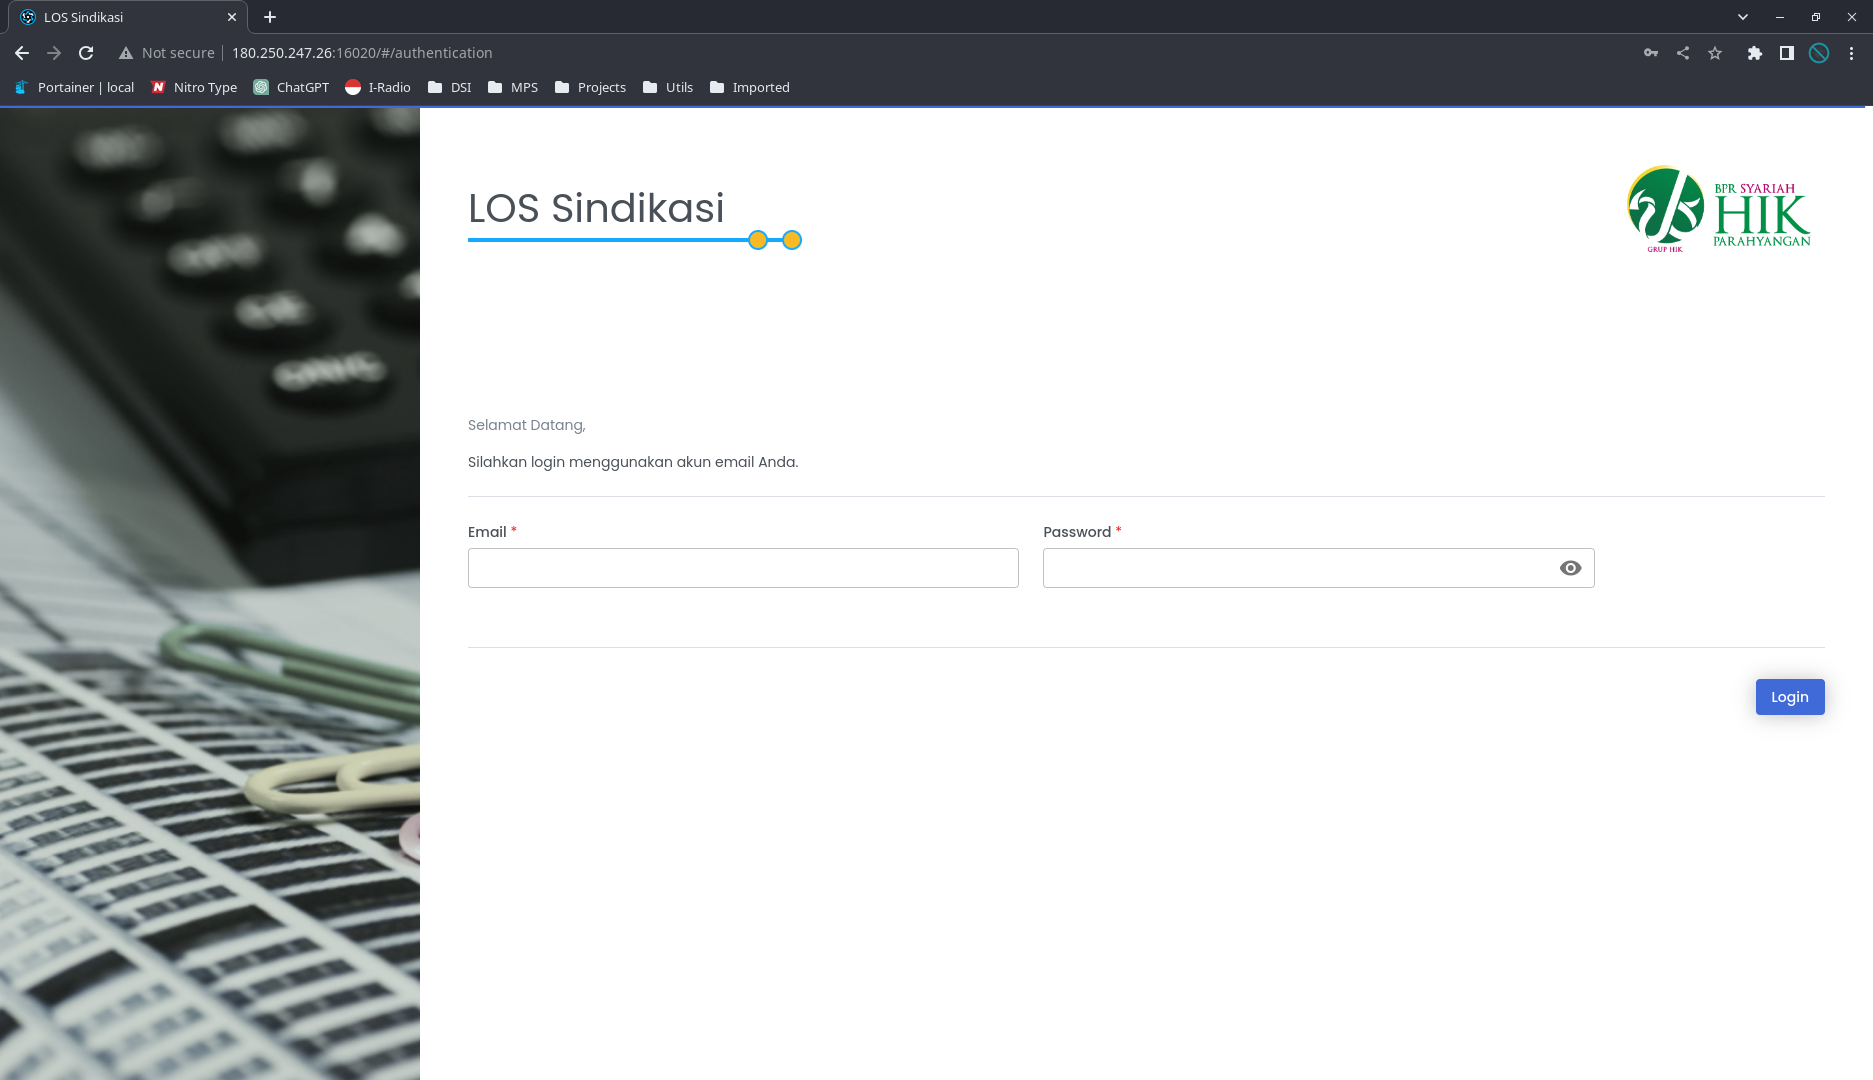 LOS Sindikasi
Not secure
180.250.247.26:16020/#/authentication
Portainer | local
Nitro Type
ChatGPT
I-Radio
DSI
MPS
Projects
Utils
Imported
LOS Sindikasi
BPR SYARIAH
HIK
PARAHYANGAN
GRUP HIK
Selamat Datang,
Silahkan login menggunakan akun email Anda.
Email *
Password *
Login